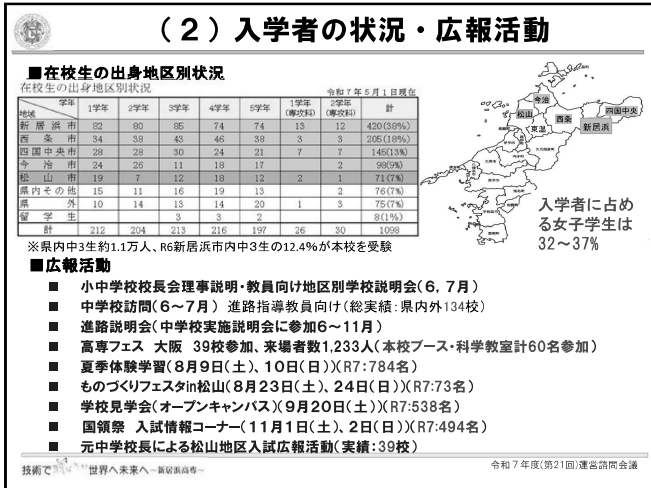 （２）入学者の状況・広報活動
■在校生の出身地区別状況
在校生の出身地区別状況
令和７年５月１日現在
学年 地域 1学年 2学年 3学年 4学年 5学年 1学年(専攻科) 2学年(専攻科) 計
新居浜市 82 80 85 74 74 13 12 420(38%)
西条市 34 38 43 46 38 3 3 205(18%)
四国中央市 28 28 30 24 21 7 7 145(13%)
今治市 24 26 11 18 17 2 98(9%)
松山市 19 7 12 18 12 2 1 71(7%)
県内その他 15 11 16 19 13 2 76(7%)
県外 10 14 13 14 20 1 3 75(7%)
留学生 3 3 2 8(1%)
計 212 204 213 216 197 26 30 1098
今治
松山
西条
四国中央
東温
新居浜
入学者に占め
る女子学生は
32～37%
※県内中3生約1.1万人、R6新居浜市内中3生の12.4%が本校を受験
■広報活動
■ 小中学校校長会理事説明・教員向け地区別学校説明会（6, 7月）
■ 中学校訪問（6～7月） 進路指導教員向け（総実績：県内外134校）
■ 進路説明会（中学校実施説明会に参加6～11月）
■ 高専フェス 大阪 39校参加、来場者数1,233人（本校ブース・科学教室計60名参加）
■ 夏季体験学習（8月9日（土）、10日（日））（R7：784名）
■ ものづくりフェスタin松山（8月23日（土）、24日（日））（R7:73名）
■ 学校見学会（オープンキャンパス）（9月20日（土））（R7:538名）
■ 国領祭 入試情報コーナー（11月1日（土）、2日（日））（R7:494名）
■ 元中学校長による松山地区入試広報活動（実績：39校）
技術で 世界へ未来へ～新居浜高専～
令和７年度(第21回)運営諮問会議